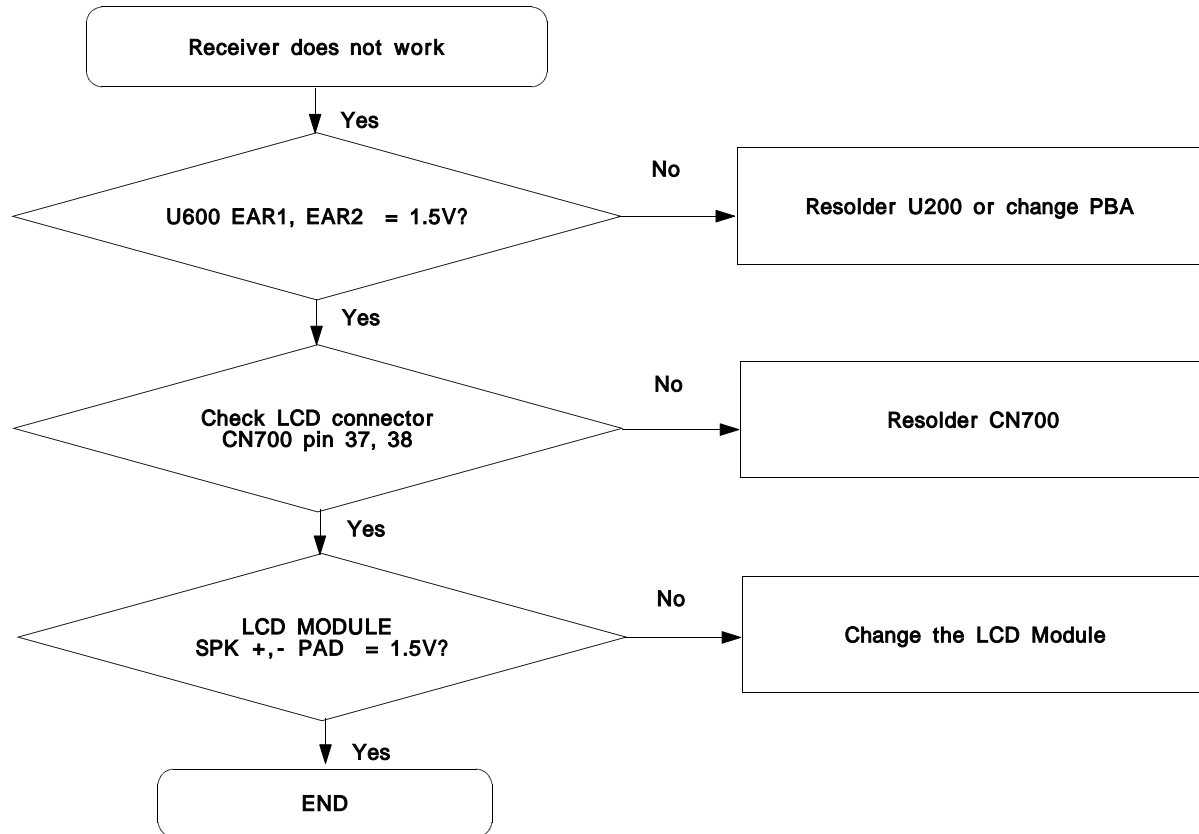 Receiver does not work
Yes
U600 EAR1, EAR2 = 1.5V?
No
Resolder U200 or change PBA
Yes
Check LCD connector
CN700 pin 37, 38
No
Resolder CN700
Yes
LCD MODULE
SPK +,- PAD = 1.5V?
No
Change the LCD Module
Yes
END